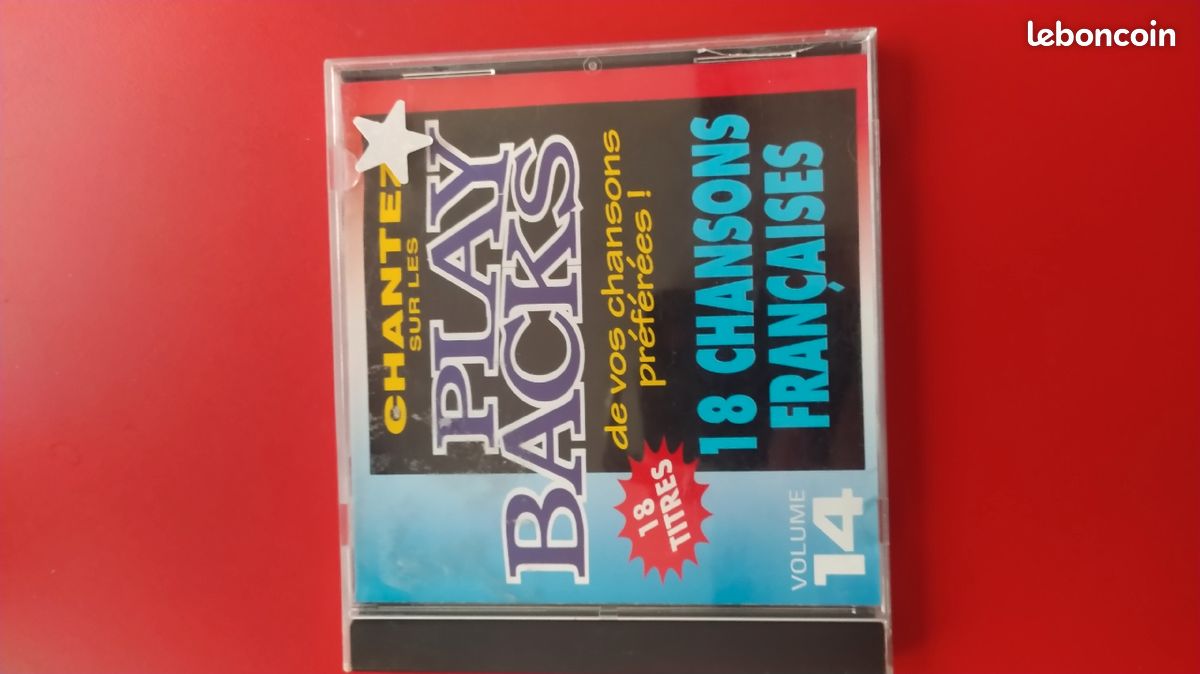 leboncoin
CHANTEZ
SUR LES
PLAY
BACKS
de vos chansons
préférées !
18
TITRES
18 CHANSONS
FRANÇAISES
VOLUME
14